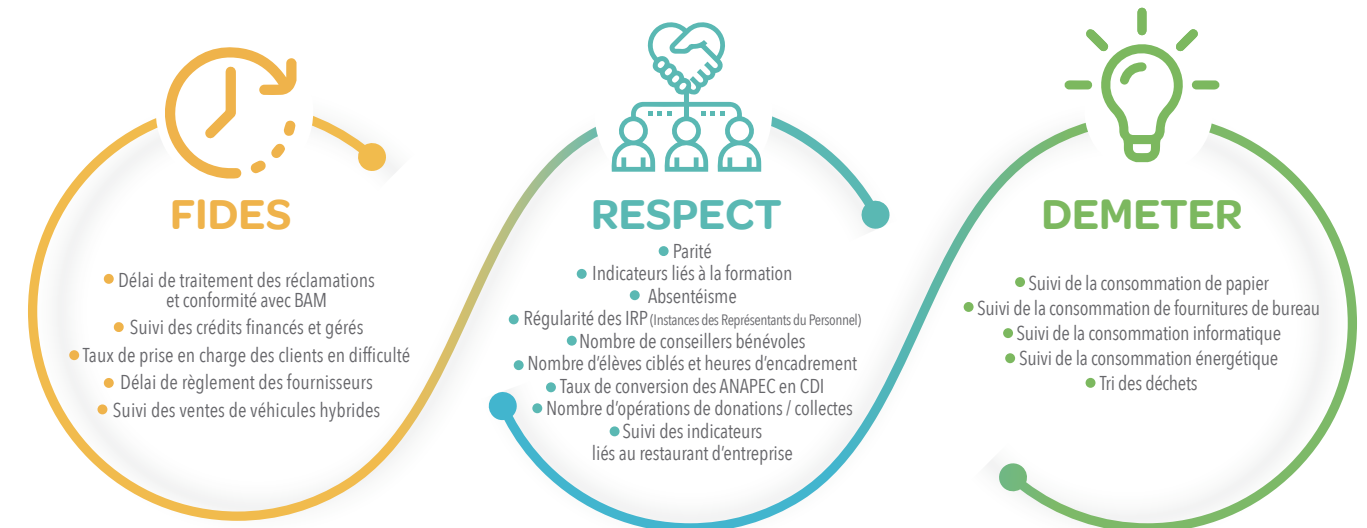 FIDES
• Délai de traitement des réclamations
et conformité avec BAM
• Suivi des crédits financés et gérés
• Taux de prise en charge des clients en difficulté
• Délai de règlement des fournisseurs
• Suivi des ventes de véhicules hybrides
RESPECT
• Parité
• Indicateurs liés à la formation
• Absentéisme
• Régularité des IRP (Instances des Représentants du Personnel)
• Nombre de conseillers bénévoles
• Nombre d'élèves ciblés et heures d'encadrement
• Taux de conversion des ANAPEC en CDI
• Nombre d'opérations de donations / collectes
• Suivi des indicateurs
liés au restaurant d'entreprise
DEMETER
• Suivi de la consommation de papier
• Suivi de la consommation de fournitures de bureau
• Suivi de la consommation informatique
• Suivi de la consommation énergétique
• Tri des déchets